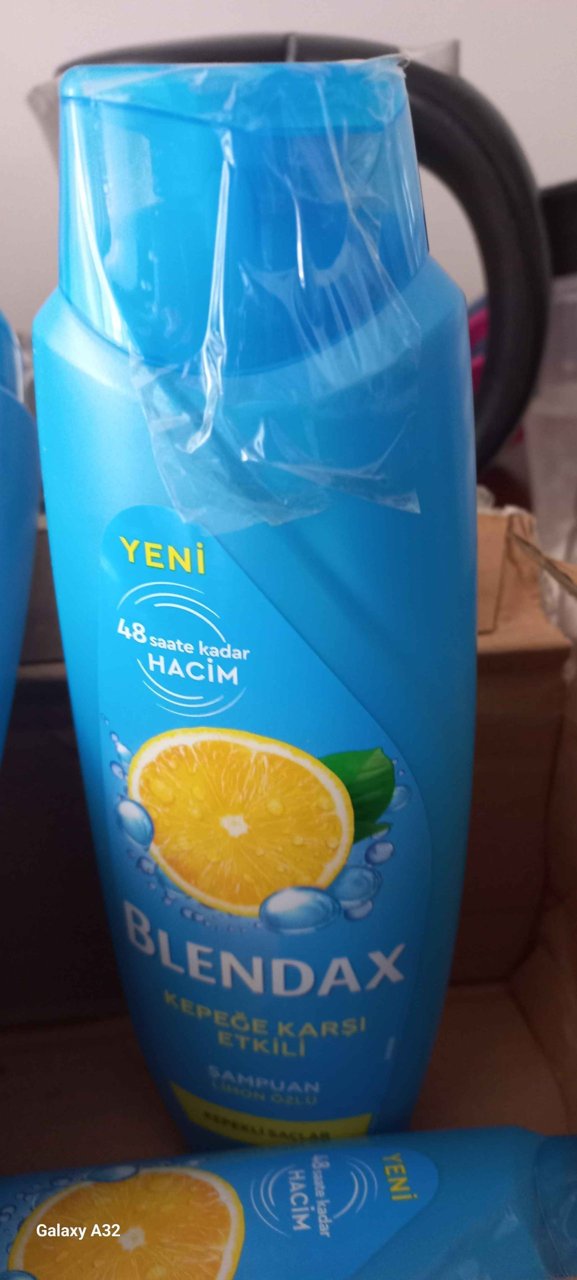 YENİ
48 saate kadar
HACİM
BLENDAX
KEPEĞE KARŞI
ETKİLİ
ŞAMPUAN
LİMON ÖZLÜ
KEPEKLİ SAÇLAR
YENİ
48 saate kadar
HACİM
Galaxy A32